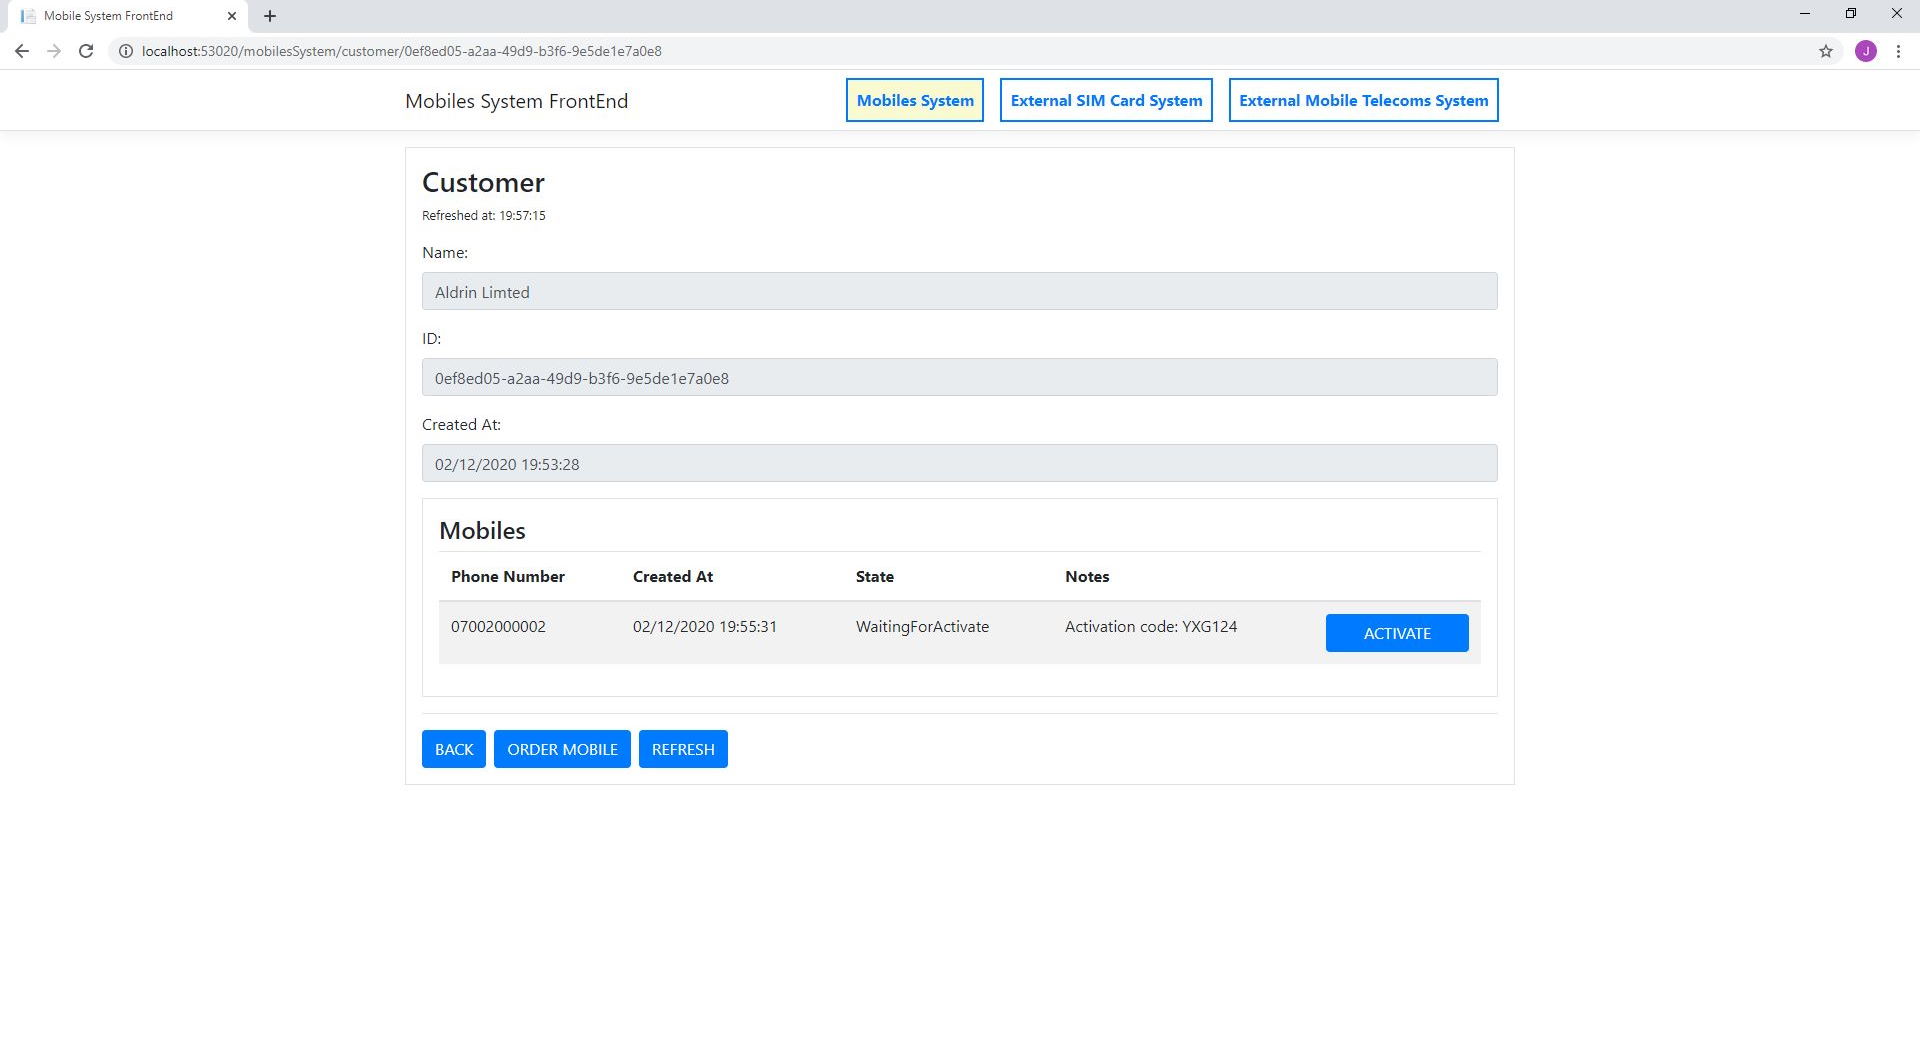 Mobile System FrontEnd
localhost:53020/mobilesSystem/customer/0ef8ed05-a2aa-49d9-b3f6-9e5de1e7a0e8
J
Mobiles System FrontEnd
Mobiles System
External SIM Card System
External Mobile Telecoms System
Customer
Refreshed at: 19:57:15
Name:
Aldrin Limted
ID:
0ef8ed05-a2aa-49d9-b3f6-9e5de1e7a0e8
Created At:
02/12/2020 19:53:28
Mobiles
Phone Number Created At State Notes
07002000002 02/12/2020 19:55:31 WaitingForActivate Activation code: YXG124 ACTIVATE
BACK ORDER MOBILE REFRESH